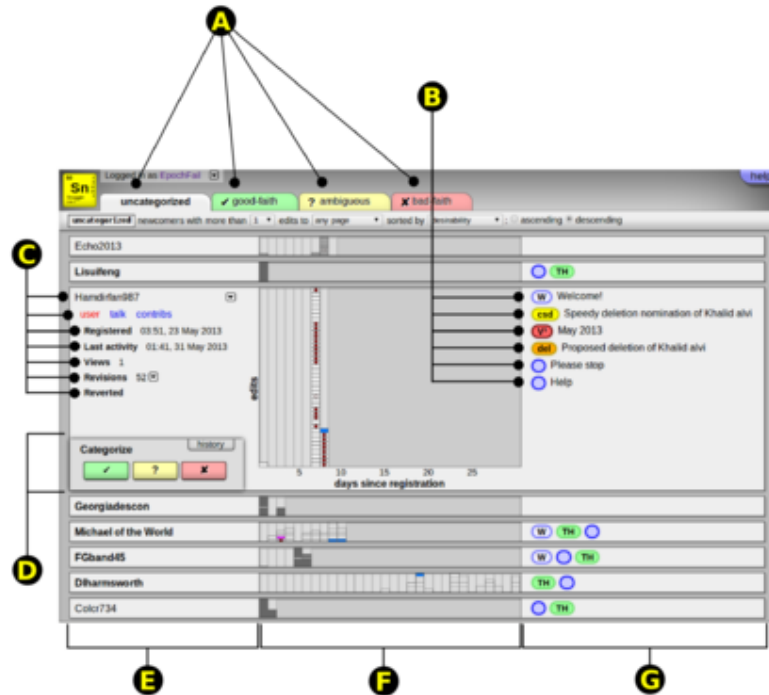 A
B
Sn
Logged in as EpochFail
help
uncategorized ✔ good-faith ? ambiguous ✘ bad-faith
uncategorized newcomers with more than 1 edits to any page sorted by desirability : ascending descending
Echo2013
C
Lisuifeng TH
Hamdirfan987 W Welcome!
user talk contribs csd Speedy deletion nomination of Khalid alvi
Registered 03:51, 23 May 2013 May 2013
Last activity 01:41, 31 May 2013 del Proposed deletion of Khalid alvi
Views 1 Please stop
Revisions 52 Help
Reverted
edits
history
Categorize
✔ ? ✘
5 10 15 20 25
days since registration
Georgiadescon
Michael of the World W TH
FGband45 W TH
D
Dlharmsworth TH
Colcr734 TH
E F G